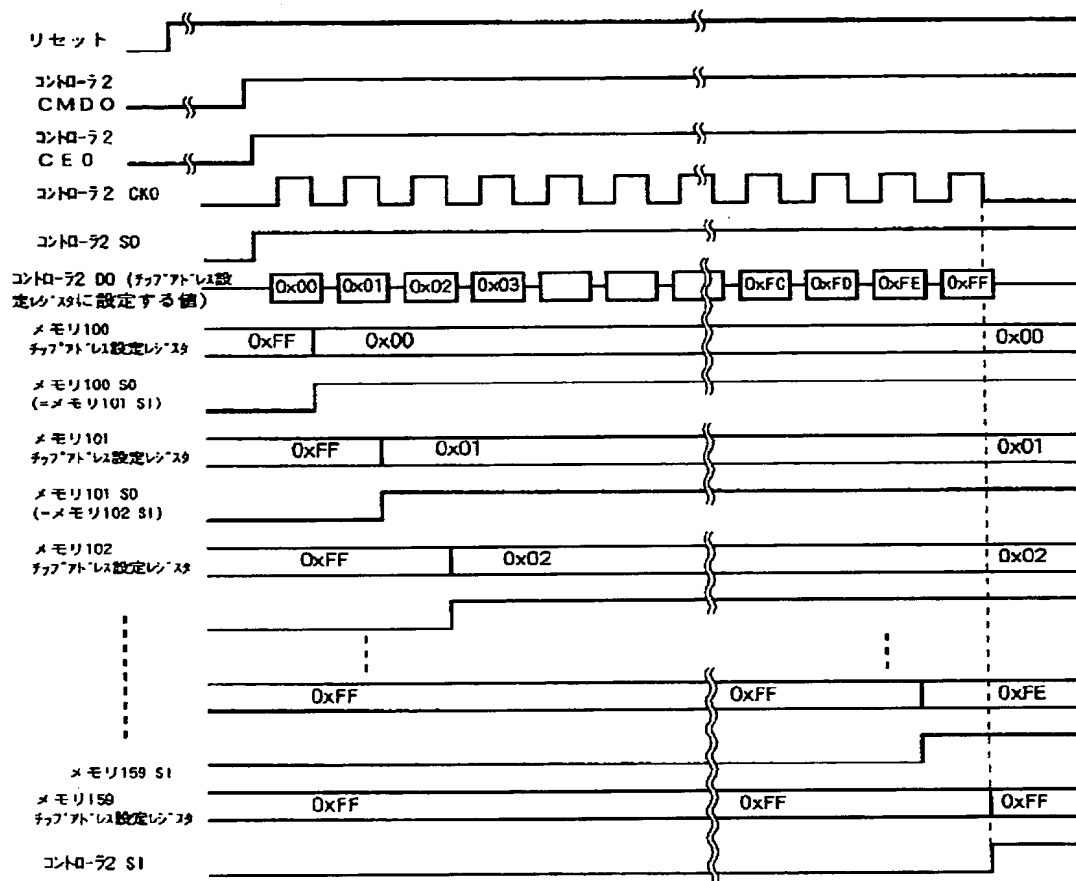 リセット
コントローラ2
CMD0
コントローラ2
CE0
コントローラ2 CK0
コントローラ2 SO
コントローラ2 DO (チップアドレス設
定レジスタに設定する値)
0x00 0x01 0x02 0x03 0xFC 0xFD 0xFE 0xFF
メモリ100
チップアドレス設定レジスタ
0xFF 0x00 0x00
メモリ100 SO
(=メモリ101 SI)
メモリ101
チップアドレス設定レジスタ
0xFF 0x01 0x01
メモリ101 SO
(=メモリ102 SI)
メモリ102
チップアドレス設定レジスタ
0xFF 0x02 0x02
0xFF 0xFF 0xFE
メモリ159 SI
メモリ159
チップアドレス設定レジスタ
0xFF 0xFF 0xFF
コントローラ2 SI